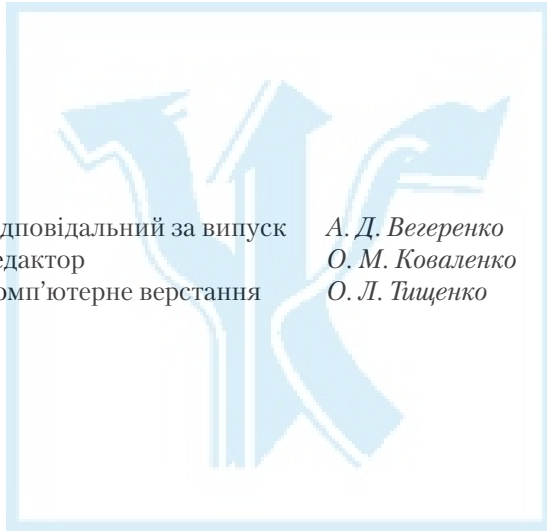 дповідальний за випуск А. Д. Вегеренко
едактор О. М. Коваленко
омп’ютерне верстання О. Л. Тищенко